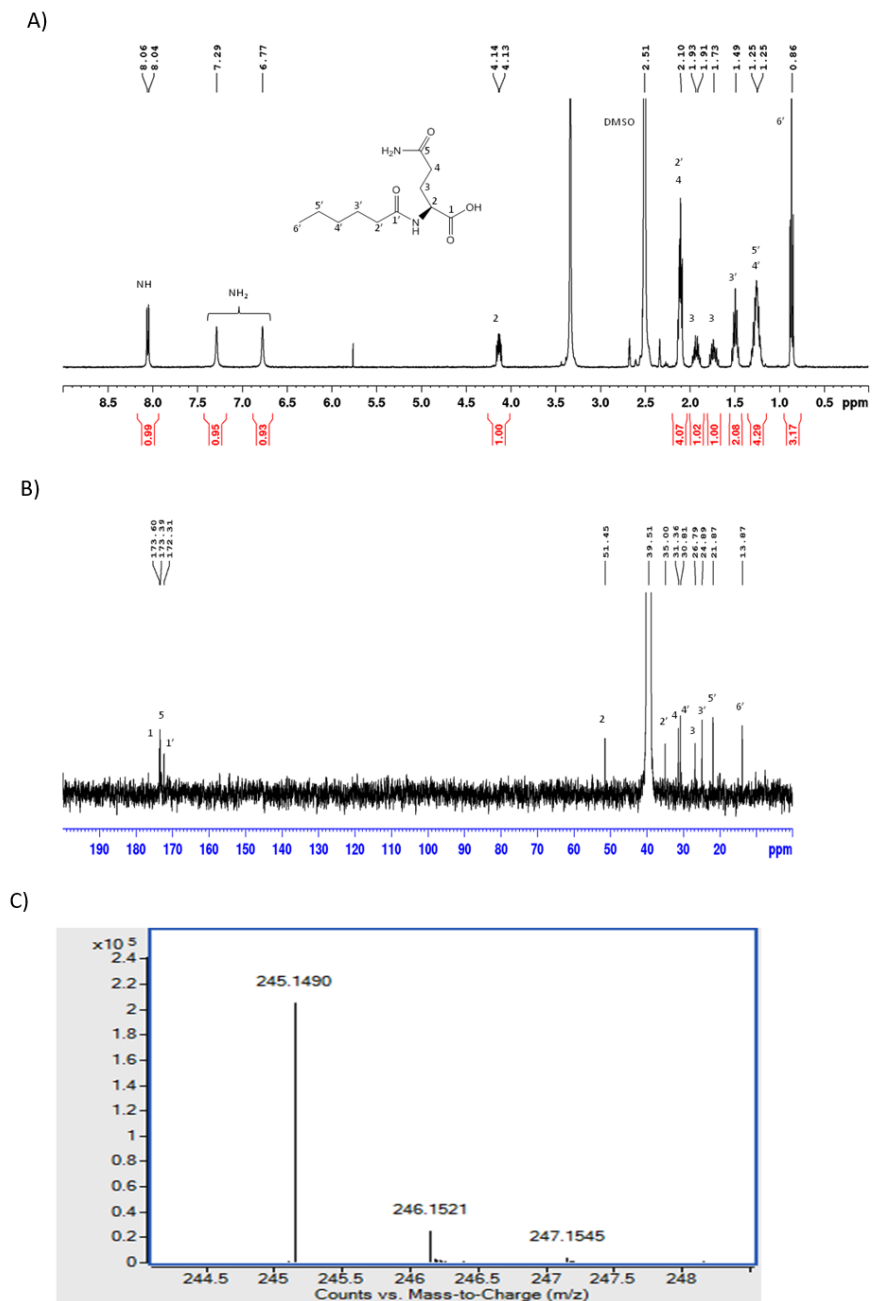 A)
8.06 8.04 7.29 6.77 4.14 4.13 2.51 2.10 1.93 1.91 1.73 1.49 1.25 1.25 0.86
6'
DMSO
O
H₂N 5
4
2'
4
3
O
5' 3' 2 1 OH
6' 4' 2' 1' N
H O
3' 5'
4'
NH NH₂
2 3 3
8.5 8.0 7.5 7.0 6.5 6.0 5.5 5.0 4.5 4.0 3.5 3.0 2.5 2.0 1.5 1.0 0.5 ppm
0.99 0.95 0.93 1.00 4.07 1.02 1.00 2.08 4.29 3.17
B)
173.60 173.39 172.31 51.45 39.51 35.00 31.36 30.81 26.79 24.89 21.87 13.87
5 2 2' 4 4' 3 3' 5' 6'
1 1'
190 180 170 160 150 140 130 120 110 100 90 80 70 60 50 40 30 20 ppm
C)
x10 5
2.4
2.2
245.1490
2
1.8
1.6
1.4
1.2
1
0.8
0.6
0.4
246.1521
0.2
247.1545
0
244.5 245 245.5 246 246.5 247 247.5 248
Counts vs. Mass-to-Charge (m/z)